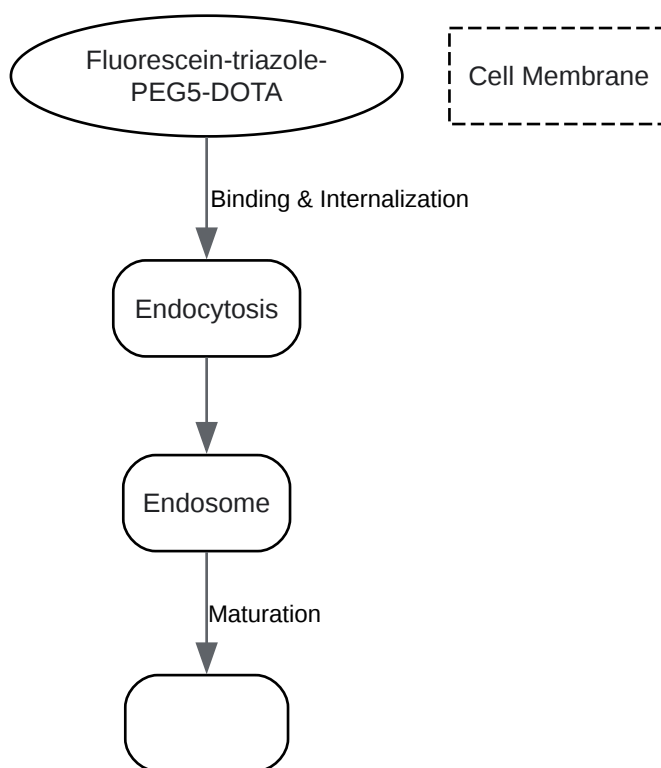 Fluorescein-triazole-
PEG5-DOTA
Cell Membrane
Binding & Internalization
Endocytosis
Endosome
Maturation